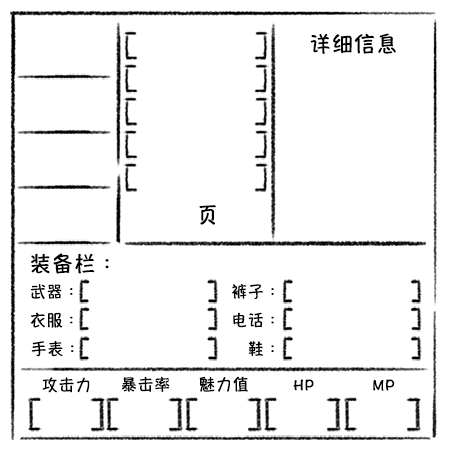 详细信息
页
装备栏：
武器： 裤子：
衣服： 电话：
手表： 鞋：
攻击力 暴击率 魅力值 HP MP